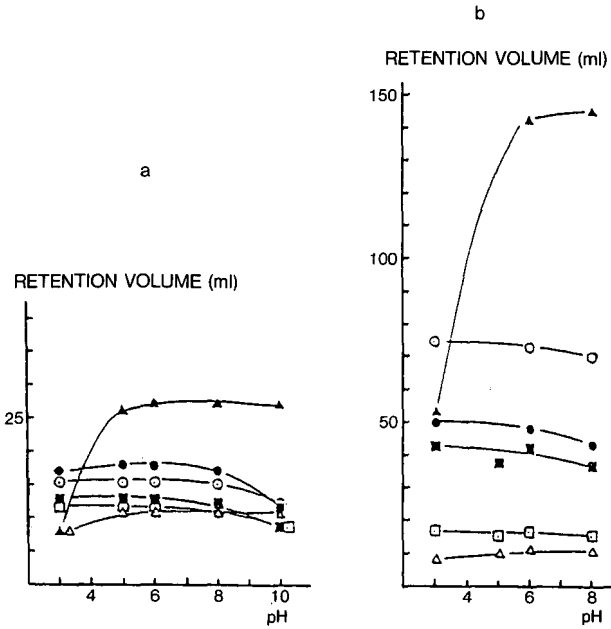 b
RETENTION VOLUME (ml)
150
100
50
4 6 8
pH
a
RETENTION VOLUME (ml)
25
4 6 8 10
pH